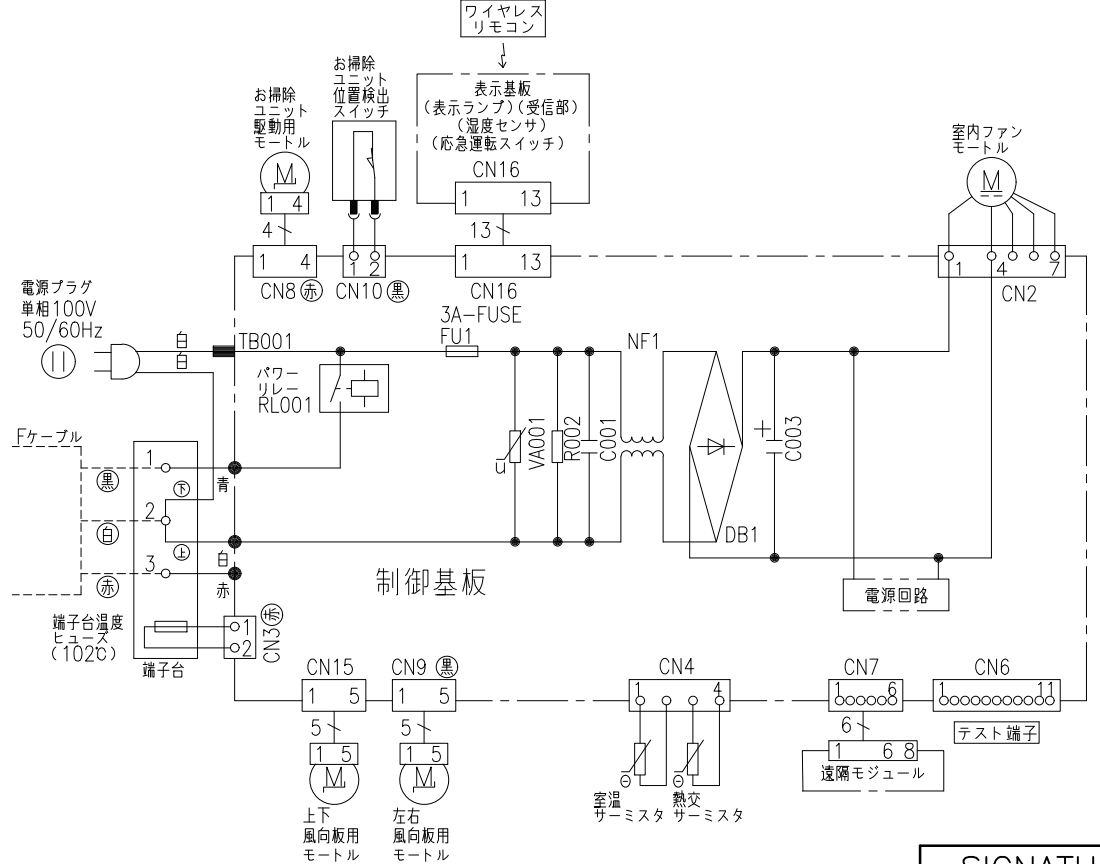 ワイヤレス
リモコン
お掃除
ユニット
位置検出
スイッチ
お掃除
ユニット
駆動用
モートル
M
1 4
4
表示基板
(表示ランプ)(受信部)
(湿度センサ)
(応急運転スイッチ)
CN16
1 13
13
室内ファン
モートル
M
1 4
CN8 赤
1 2
CN10 黒
1 13
CN16
1 4 7
CN2
電源プラグ
単相100V
50/60Hz
白
白
TB001
3A-FUSE
FU1
NF1
パワー
リレー
RL001
VA001
R002
C001
+
C003
DB1
Fケーブル
黒
白
赤
1
2
3
下
上
青
白
赤
制御基板
電源回路
端子台温度
ヒューズ
(102℃)
端子台
1
2
CN3 赤
CN15
1 5
5
1 5
M
上下
風向板用
モートル
CN9 黒
1 5
5
1 5
M
左右
風向板用
モートル
CN4
1 4
室温
サーミスタ
熱交
サーミスタ
CN7
1 6
6
1 6 8
遠隔モジュール
CN6
1 11
テスト端子